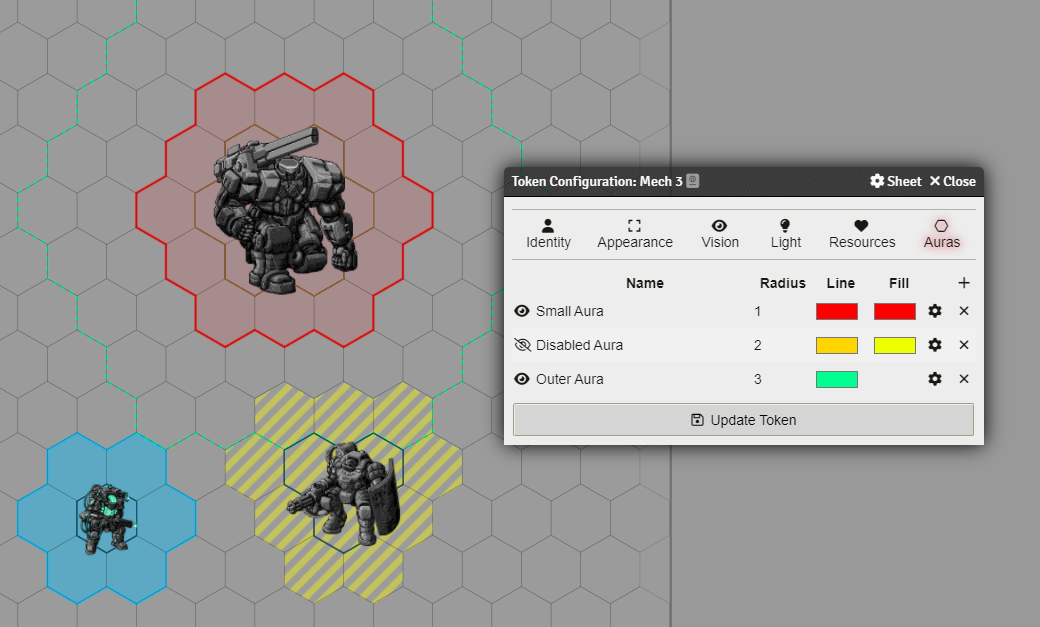 Token Configuration: Mech 3 Sheet Close
Identity Appearance Vision Light Resources Auras
Name Radius Line Fill
Small Aura 1
Disabled Aura 2
Outer Aura 3
Update Token